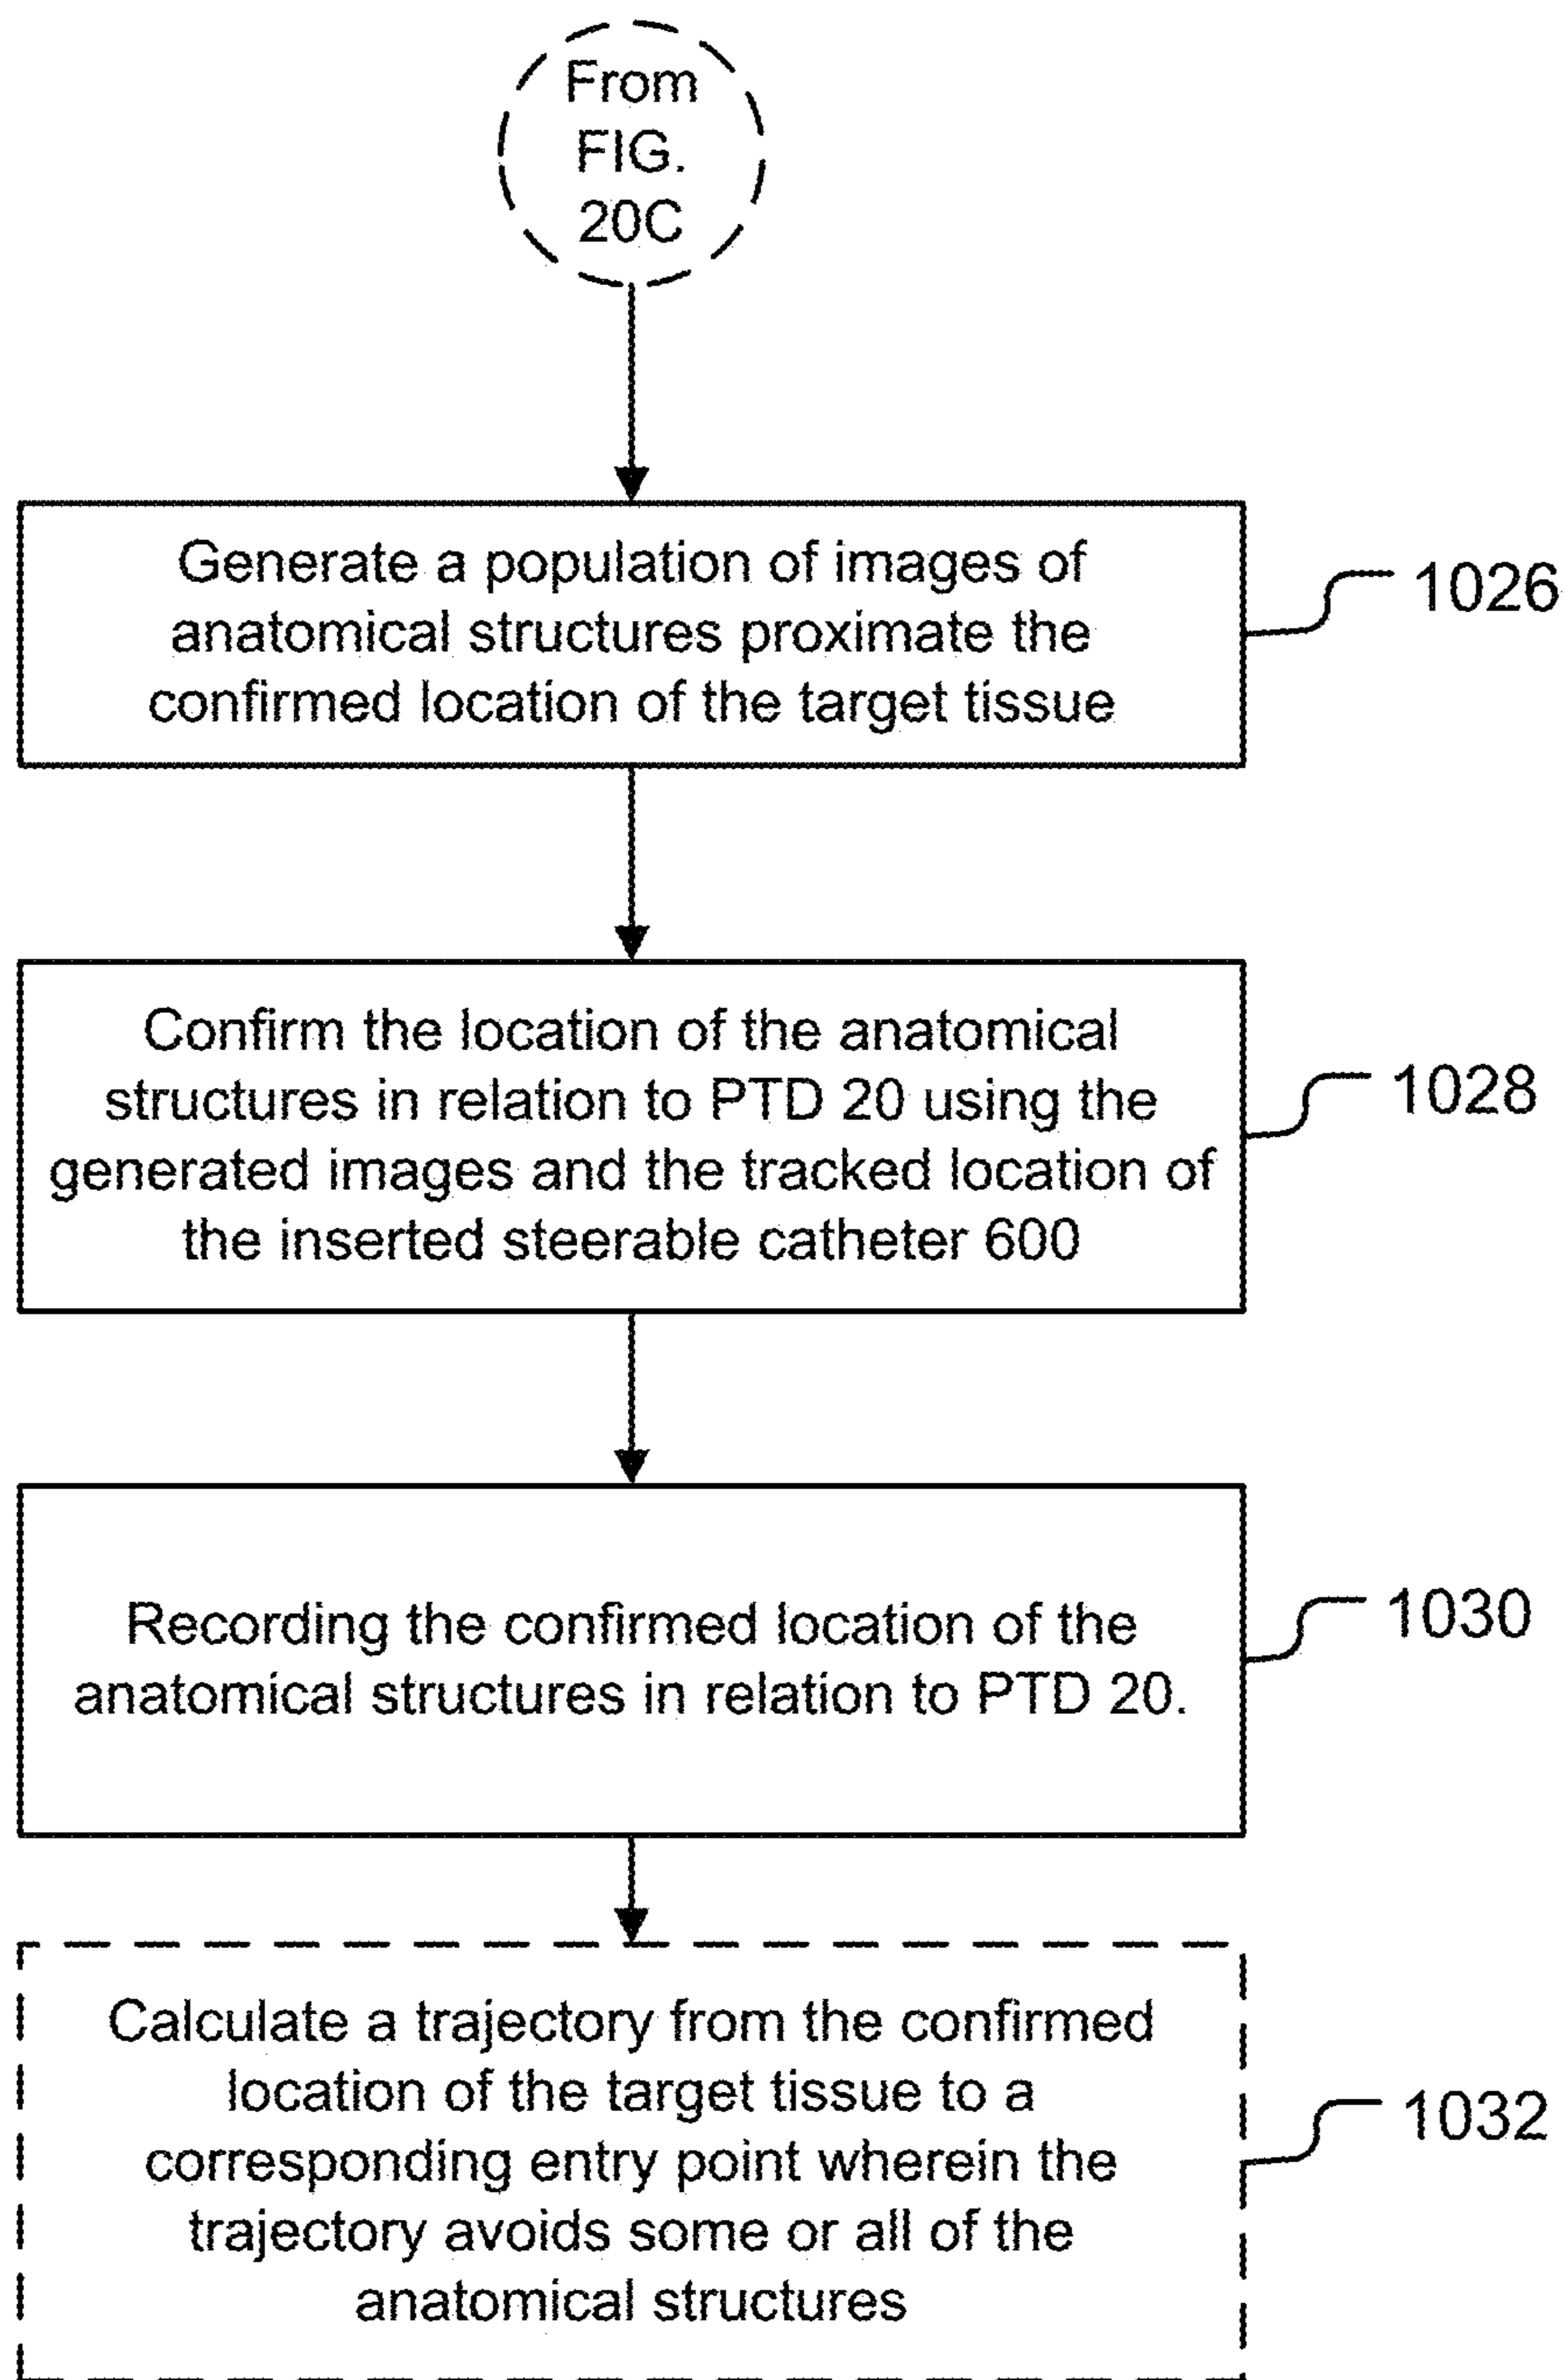 From
FIG.
20C
Generate a population of images of
anatomical structures proximate the
confirmed location of the target tissue
1026
Confirm the location of the anatomical
structures in relation to PTD 20 using the
generated images and the tracked location of
the inserted steerable catheter 600
1028
Recording the confirmed location of the
anatomical structures in relation to PTD 20.
1030
Calculate a trajectory from the confirmed
location of the target tissue to a
corresponding entry point wherein the
trajectory avoids some or all of the
anatomical structures
1032